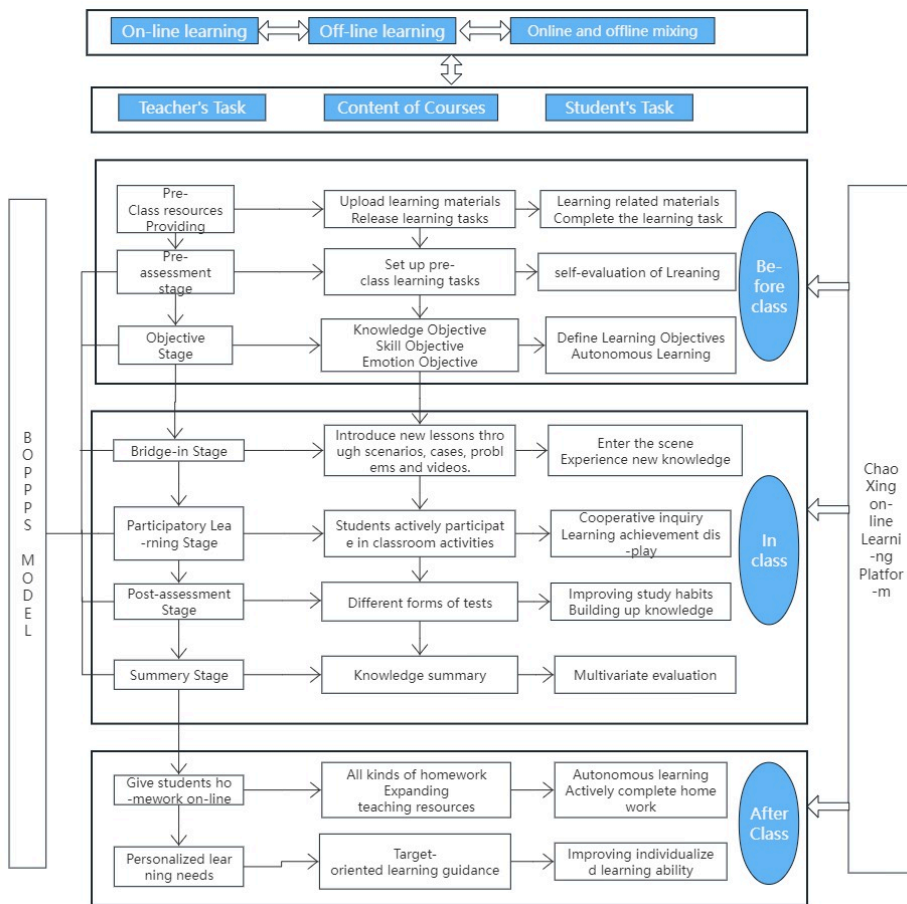 On-line learning
Off-line learning
Online and offline mixing
Teacher's Task
Content of Courses
Student's Task
Pre-
Class resources
Providing
Upload learning materials
Release learning tasks
Learning related materials
Complete the learning task
Pre-
assessment
stage
Set up pre-
class learning tasks
self-evaluation of Lreaning
Objective
Stage
Knowledge Objective
Skill Objective
Emotion Objective
Define Learning Objectives
Autonomous Learning
Be-
fore
class
Bridge-in Stage
Introduce new lessons thro
ugh scenarios, cases, probl
ems and videos.
Enter the scene
Experience new knowledge
Participatory Lea
-rning Stage
Students actively participat
e in classroom activities
Cooperative inquiry
Learning achievement dis
-play
Post-assessment
Stage
Different forms of tests
Improving study habits
Building up knowledge
Summery Stage
Knowledge summary
Multivariate evaluation
In
class
Give students ho
-mework on-line
All kinds of homework
Expanding
teaching resources
Autonomous learning
Actively complete home
work
Personalized lear
ning needs
Target-
oriented learning guidance
Improving individualize
d learning ability
After
Class
B
O
P
P
P
S
M
O
D
E
L
Chao
Xing
on-
line
Learni
-ng
Platfor
-m